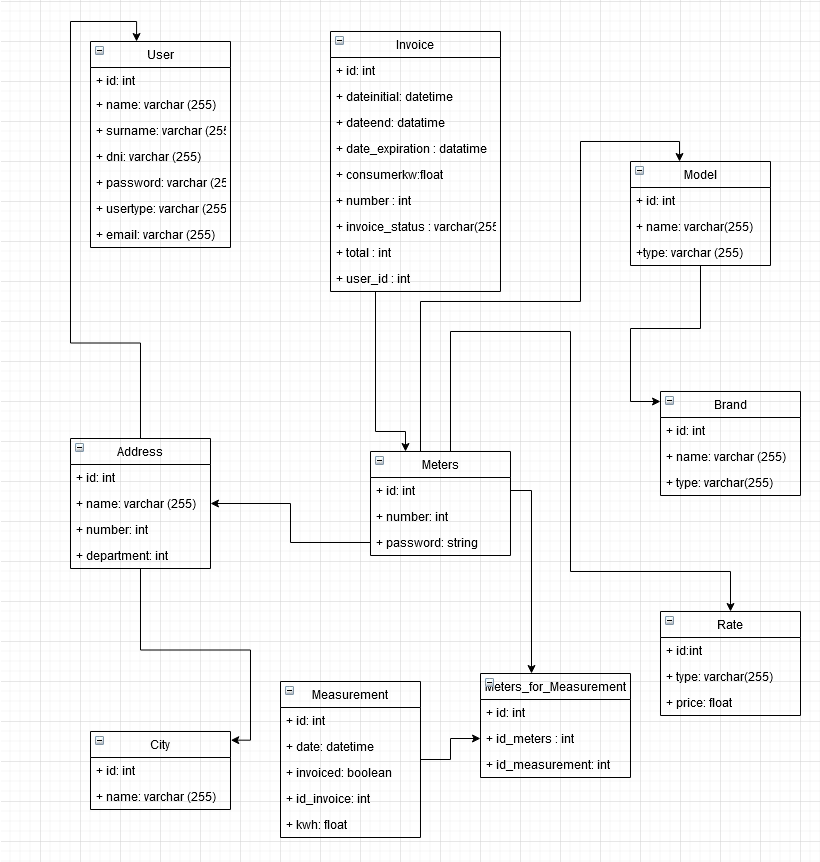 User
+ id: int
+ name: varchar (255)
+ surname: varchar (255
+ dni: varchar (255)
+ password: varchar (25
+ usertype: varchar (255
+ email: varchar (255)
Invoice
+ id: int
+ dateinitial: datetime
+ dateend: datatime
+ date_expiration : datatime
+ consumerkw:float
+ number : int
+ invoice_status : varchar(255
+ total : int
+ user_id : int
Model
+ id: int
+ name: varchar(255)
+type: varchar (255)
Brand
+ id: int
+ name: varchar (255)
+ type: varchar(255)
Address
+ id: int
+ name: varchar (255)
+ number: int
+ department: int
Meters
+ id: int
+ number: int
+ password: string
Rate
+ id:int
+ type: varchar(255)
+ price: float
Measurement
+ id: int
+ date: datetime
+ invoiced: boolean
+ id_invoice: int
+ kwh: float
Meters_for_Measurement
+ id: int
+ id_meters : int
+ id_measurement: int
City
+ id: int
+ name: varchar (255)